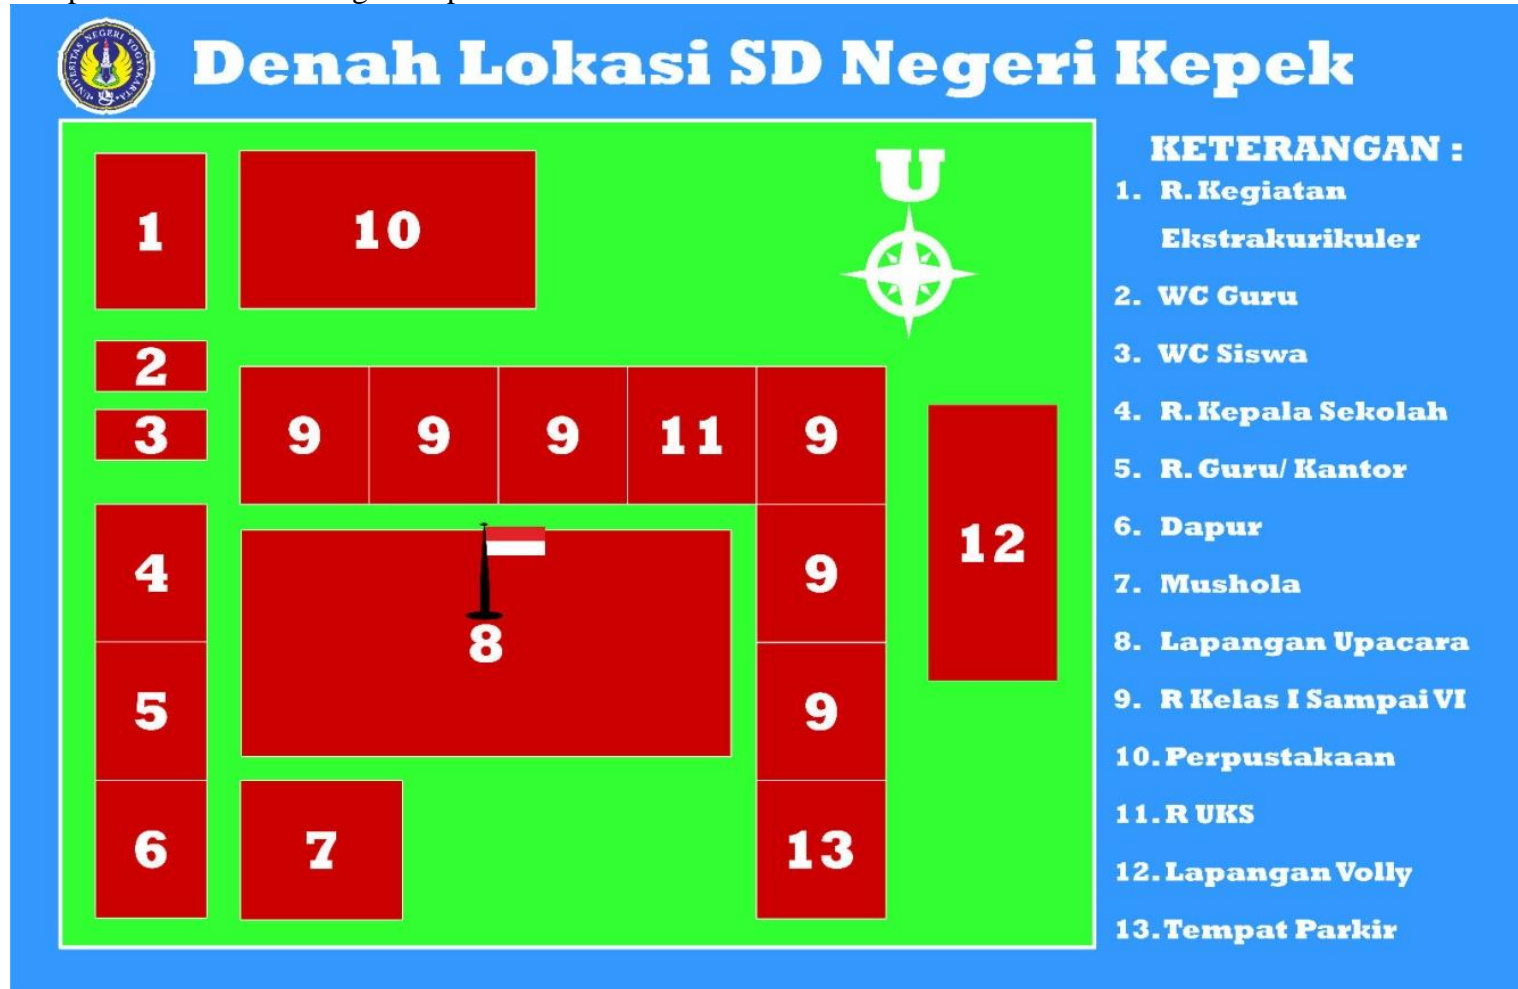 Denah Lokasi SD Negeri Kepek
UNIVERSITAS NEGERI YOGYAKARTA
U
1
10
2
3
9 9 9 11 9
4
9
12
8
5
9
6
7
13
KETERANGAN :
1. R. Kegiatan
Ekstrakurikuler
2. WC Guru
3. WC Siswa
4. R. Kepala Sekolah
5. R. Guru/ Kantor
6. Dapur
7. Mushola
8. Lapangan Upacara
9. R Kelas I Sampai VI
10. Perpustakaan
11. R UKS
12. Lapangan Volly
13. Tempat Parkir